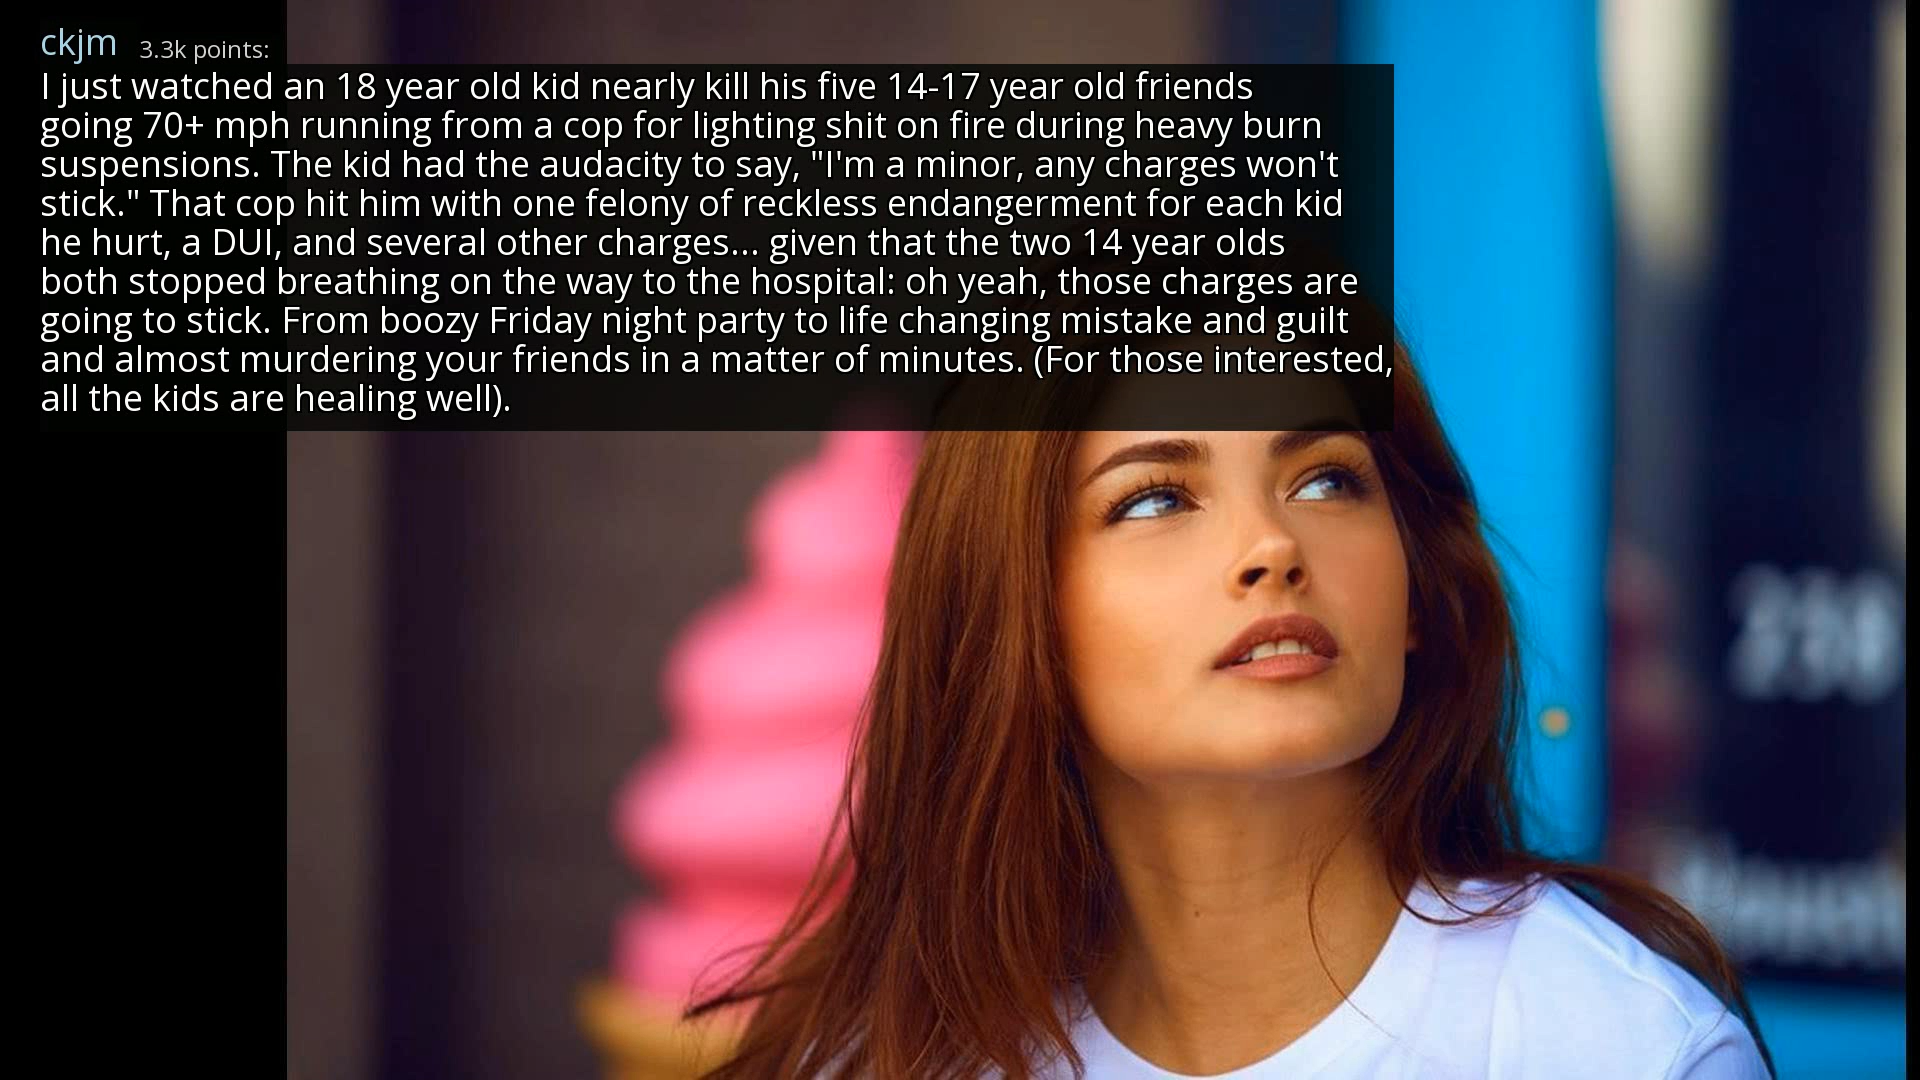 ckjm 3.3k points:
I just watched an 18 year old kid nearly kill his five 14-17 year old friends
going 70+ mph running from a cop for lighting shit on fire during heavy burn
suspensions. The kid had the audacity to say, "I'm a minor, any charges won't
stick." That cop hit him with one felony of reckless endangerment for each kid
he hurt, a DUI, and several other charges... given that the two 14 year olds
both stopped breathing on the way to the hospital: oh yeah, those charges are
going to stick. From boozy Friday night party to life changing mistake and guilt
and almost murdering your friends in a matter of minutes. (For those interested,
all the kids are healing well).